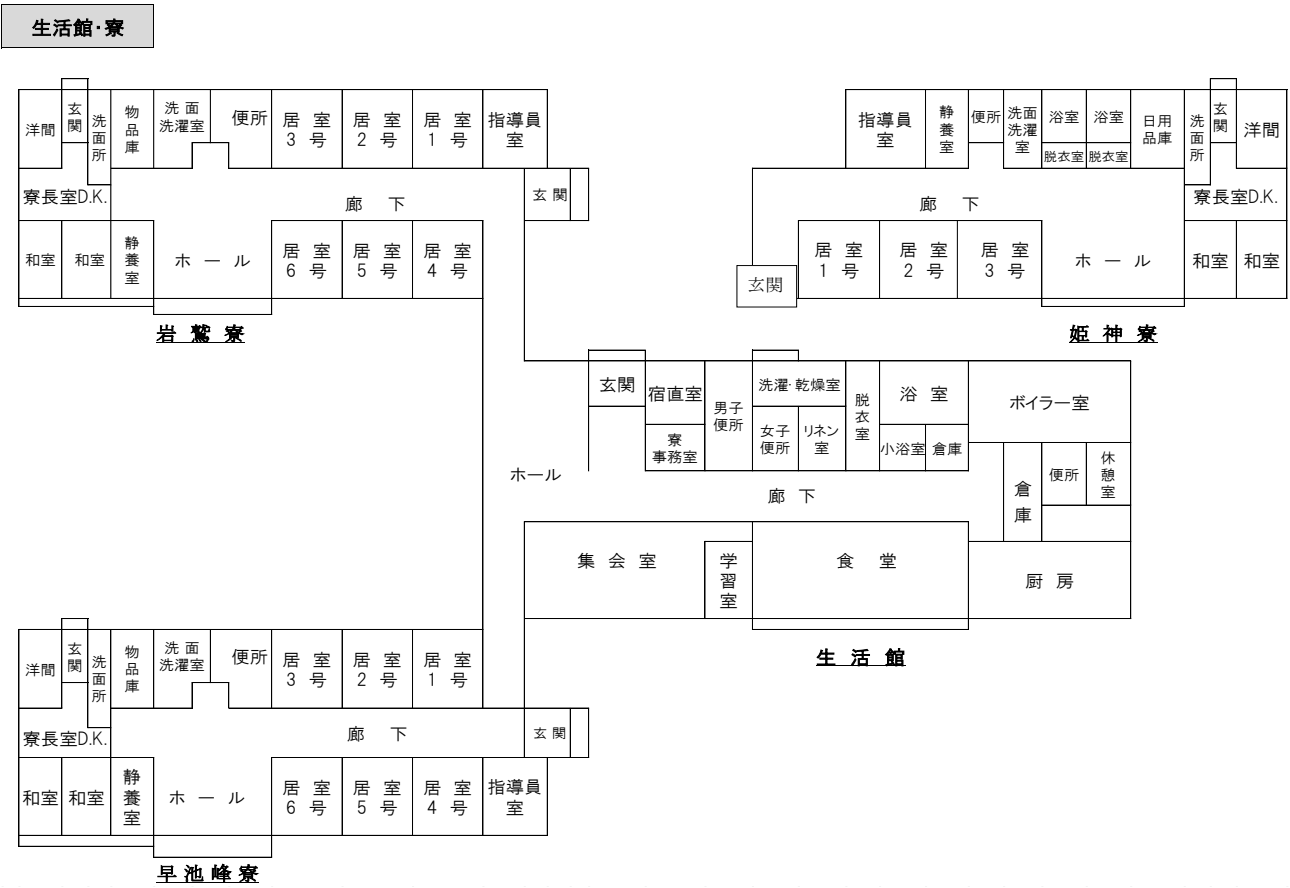 生活館・寮
玄関
洋間
洗面所
物品庫
洗 面
洗濯室
便所
居 室
3 号
居 室
2 号
居 室
1 号
指導員
室
寮長室D.K.
廊 下
玄 関
和室
和室
静養室
ホ ー ル
居 室
6 号
居 室
5 号
居 室
4 号
岩 鷲 寮
指導員
室
静養室
便所
洗面
洗濯
室
浴室
脱衣室
浴室
脱衣室
日用
品庫
洗面所
玄関
洋間
廊 下
寮長室D.K.
玄関
居 室
1 号
居 室
2 号
居 室
3 号
ホ ー ル
和室
和室
姫 神 寮
玄関
宿直室
寮
事務室
男子
便所
洗濯・乾燥室
女子
便所
リネン
室
脱衣室
浴 室
小浴室
倉庫
ボイラー室
倉庫
便所
休憩室
ホール
廊 下
集 会 室
学習室
食 堂
厨 房
生 活 館
玄関
洋間
洗面所
物品庫
洗 面
洗濯室
便所
居 室
3 号
居 室
2 号
居 室
1 号
寮長室D.K.
廊 下
玄 関
和室
和室
静養室
ホ ー ル
居 室
6 号
居 室
5 号
居 室
4 号
指導員
室
早 池 峰 寮